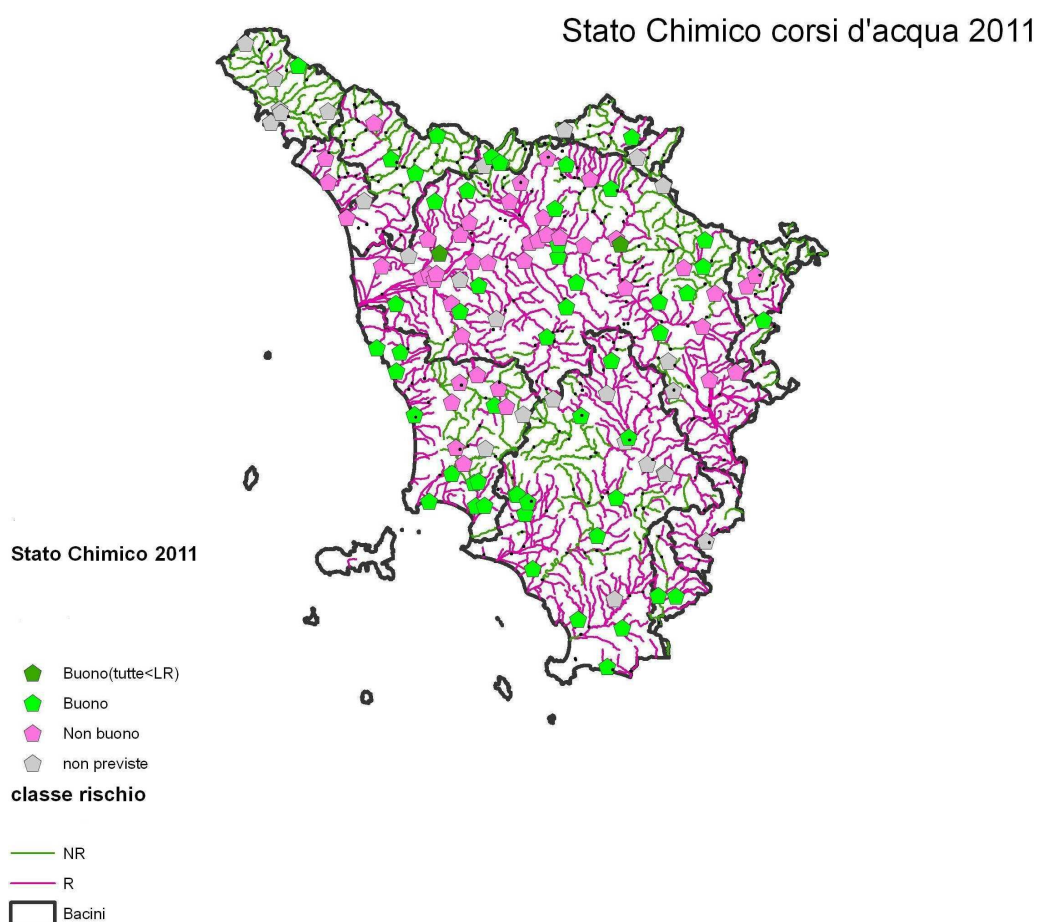 Stato Chimico corsi d'acqua 2011
Stato Chimico 2011
Buono(tutte<LR)
Buono
Non buono
non previste
classe rischio
NR
R
Bacini